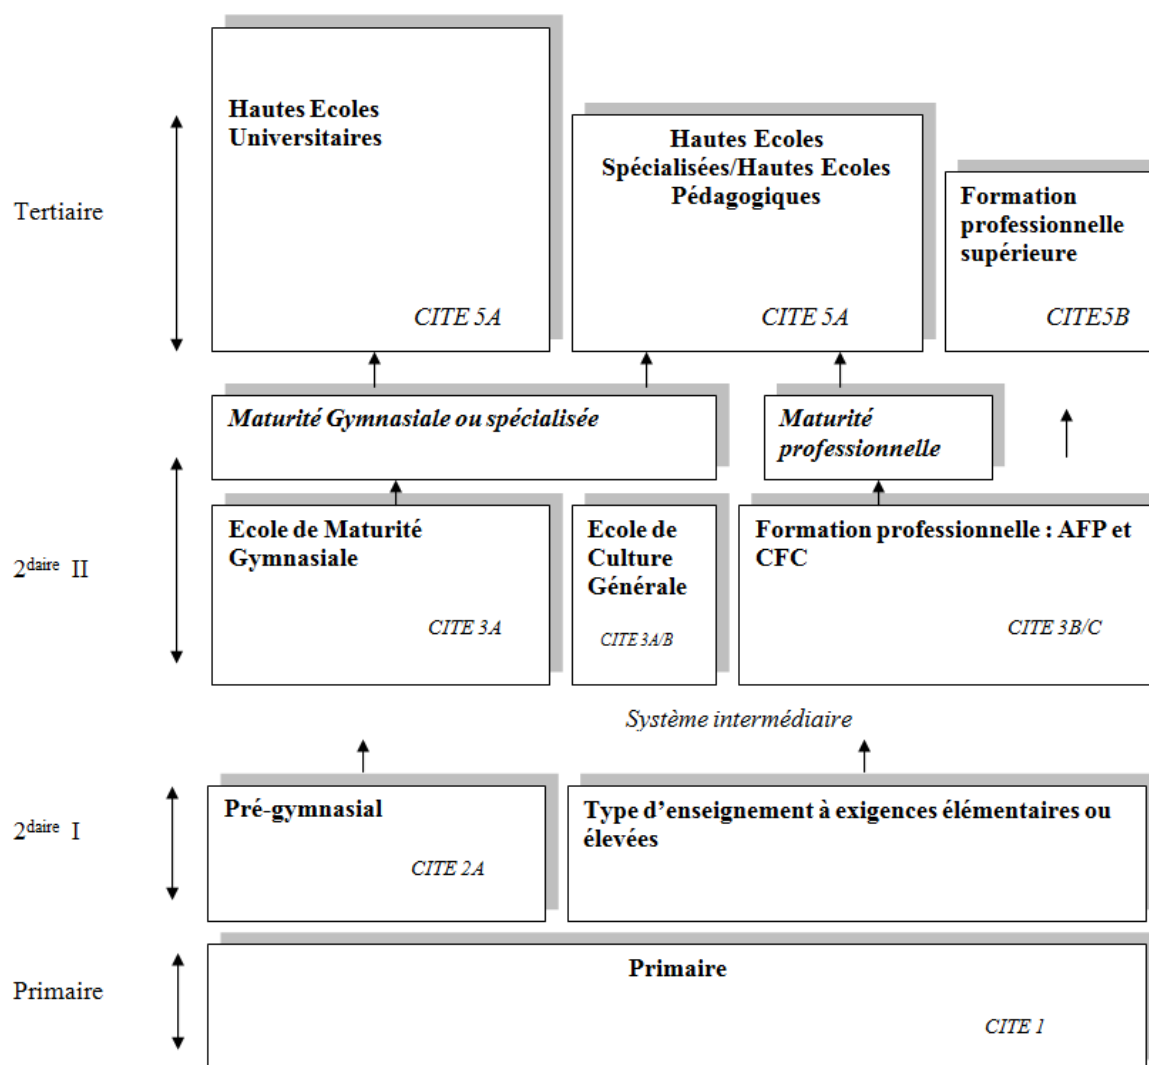 Hautes Ecoles
Universitaires
CITE 5A
Hautes Ecoles
Spécialisées/Hautes Ecoles
Pédagogiques
CITE 5A
Formation
professionnelle
supérieure
CITE5B
Tertiaire
Maturité Gymnasiale ou spécialisée
Maturité
professionnelle
2daire II
Ecole de Maturité
Gymnasiale
CITE 3A
Ecole de
Culture
Générale
CITE 3A/B
Formation professionnelle : AFP et
CFC
CITE 3B/C
Système intermédiaire
2daire I
Pré-gymnasial
CITE 2A
Type d’enseignement à exigences élémentaires ou
élevées
Primaire
Primaire
CITE 1